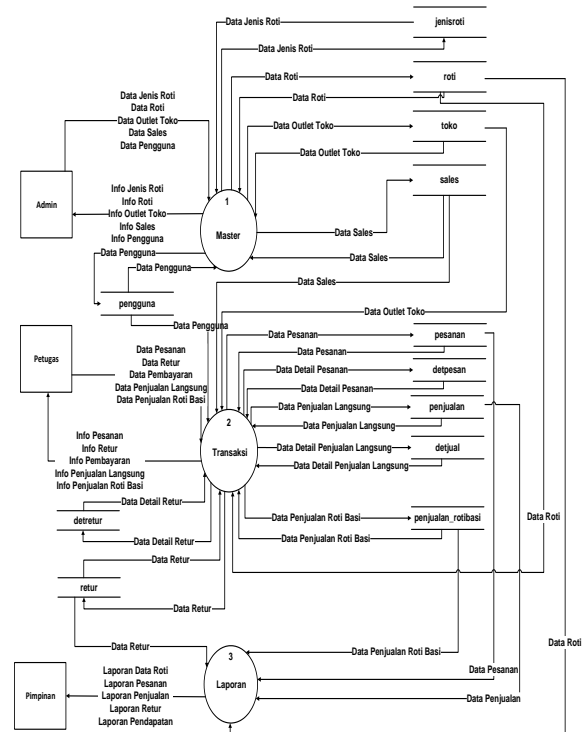 Data Jenis Roti
jenisroti
Data Jenis Roti
Data Roti
roti
Data Roti
Data Jenis Roti
Data Roti
Data Outlet Toko
Data Sales
Data Pengguna
Data Outlet Toko
toko
Data Outlet Toko
sales
Admin
Info Jenis Roti
Info Roti
Info Outlet Toko
Info Sales
Info Pengguna
1
Master
Data Sales
Data Sales
Data Pengguna
Data Pengguna
pengguna
Data Sales
Data Pengguna
Data Outlet Toko
Petugas
Data Pesanan
Data Retur
Data Pembayaran
Data Penjualan Langsung
Data Penjualan Roti Basi
Data Pesanan
pesanan
Data Pesanan
Data Detail Pesanan
detpesan
Data Detail Pesanan
Data Penjualan Langsung
penjualan
Data Penjualan Langsung
2
Transaksi
Data Detail Penjualan Langsung
detjual
Data Detail Penjualan Langsung
Info Pesanan
Info Retur
Info Pembayaran
Info Penjualan Langsung
Info Penjualan Roti Basi
Data Detail Retur
detretur
Data Detail Retur
Data Penjualan Roti Basi
penjualan_rotibasi
Data Penjualan Roti Basi
Data Roti
Data Retur
retur
Data Retur
Data Retur
Data Roti
3
Laporan
Data Penjualan Roti Basi
Data Pesanan
Data Penjualan
Pimpinan
Laporan Data Roti
Laporan Pesanan
Laporan Penjualan
Laporan Retur
Laporan Pendapatan